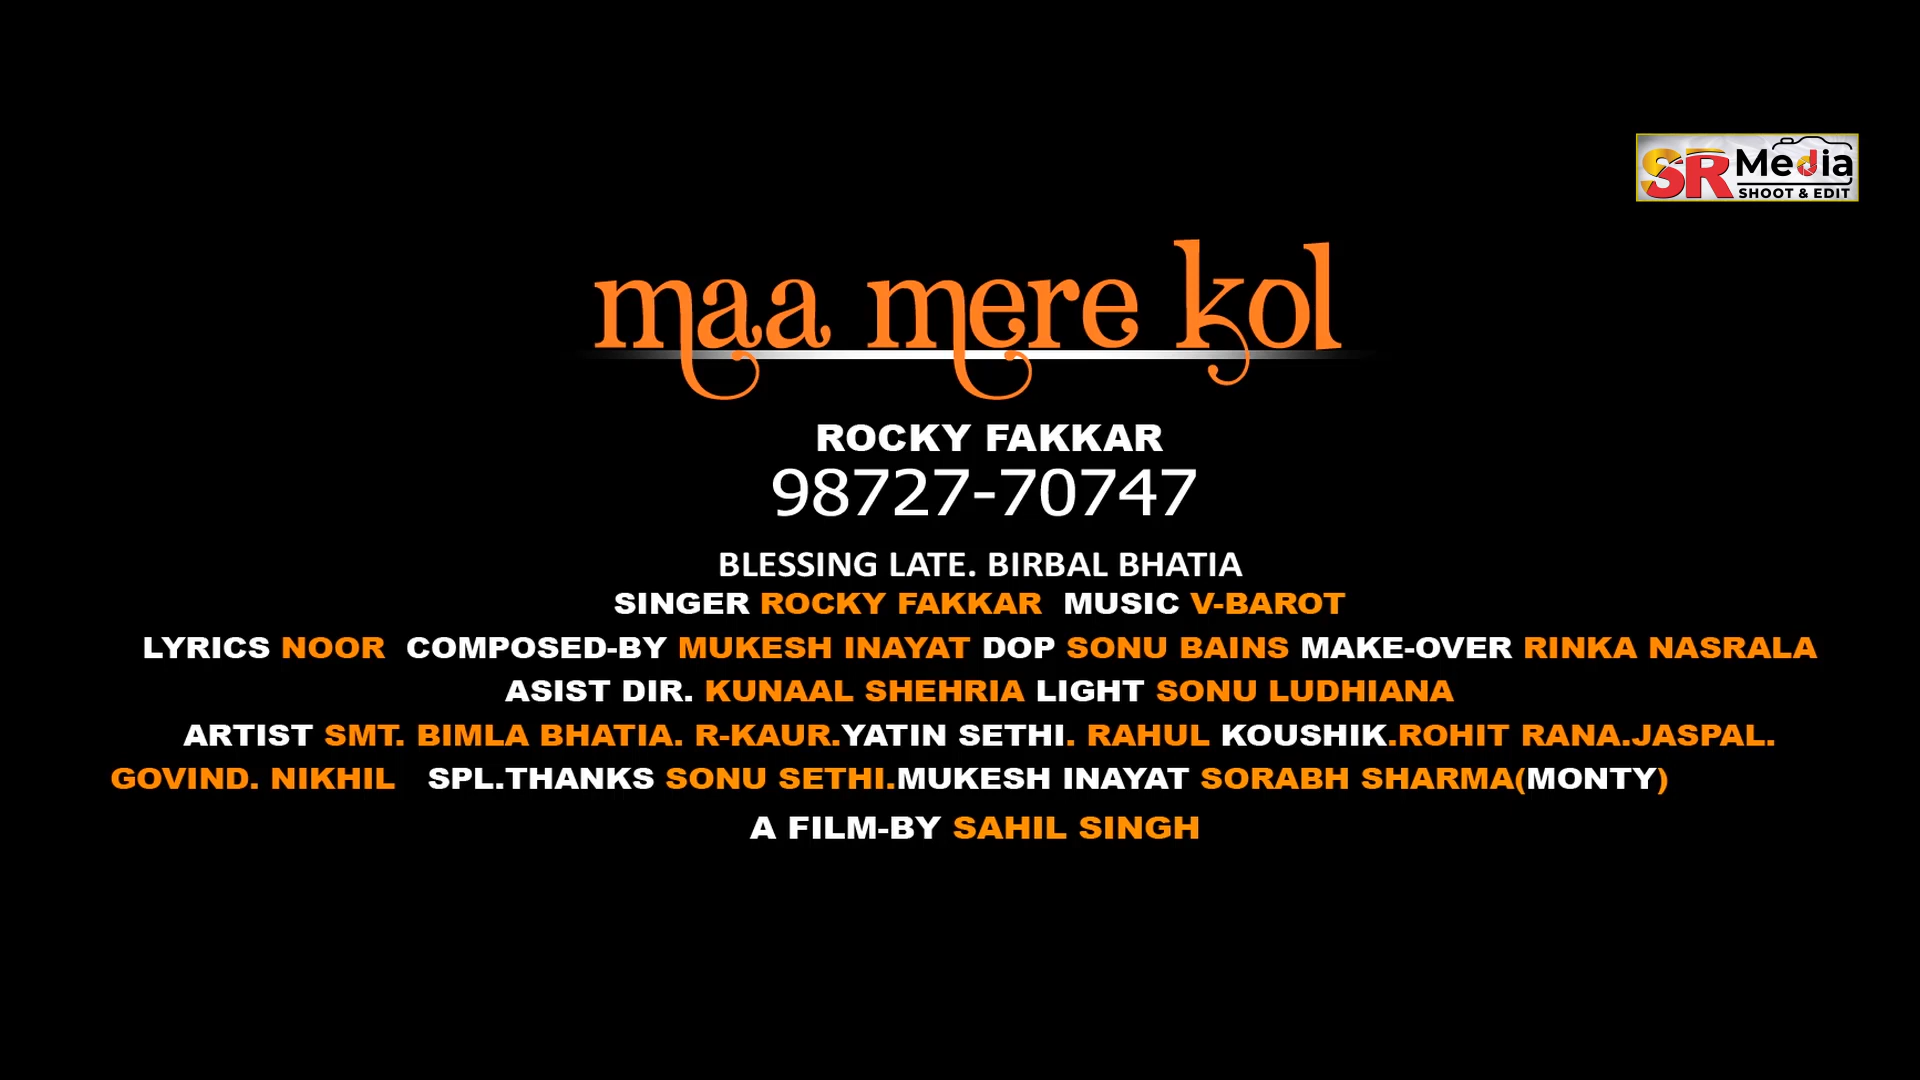 SR Media
SHOOT & EDIT
maa mere kol
ROCKY FAKKAR
98727-70747
BLESSING LATE. BIRBAL BHATIA
SINGER ROCKY FAKKAR MUSIC V-BAROT
LYRICS NOOR COMPOSED-BY MUKESH INAYAT DOP SONU BAINS MAKE-OVER RINKA NASRALA
ASIST DIR. KUNAAL SHEHRIA LIGHT SONU LUDHIANA
ARTIST SMT. BIMLA BHATIA. R-KAUR.YATIN SETHI. RAHUL KOUSHIK.ROHIT RANA.JASPAL.
GOVIND. NIKHIL SPL.THANKS SONU SETHI.MUKESH INAYAT SORABH SHARMA(MONTY)
A FILM-BY SAHIL SINGH